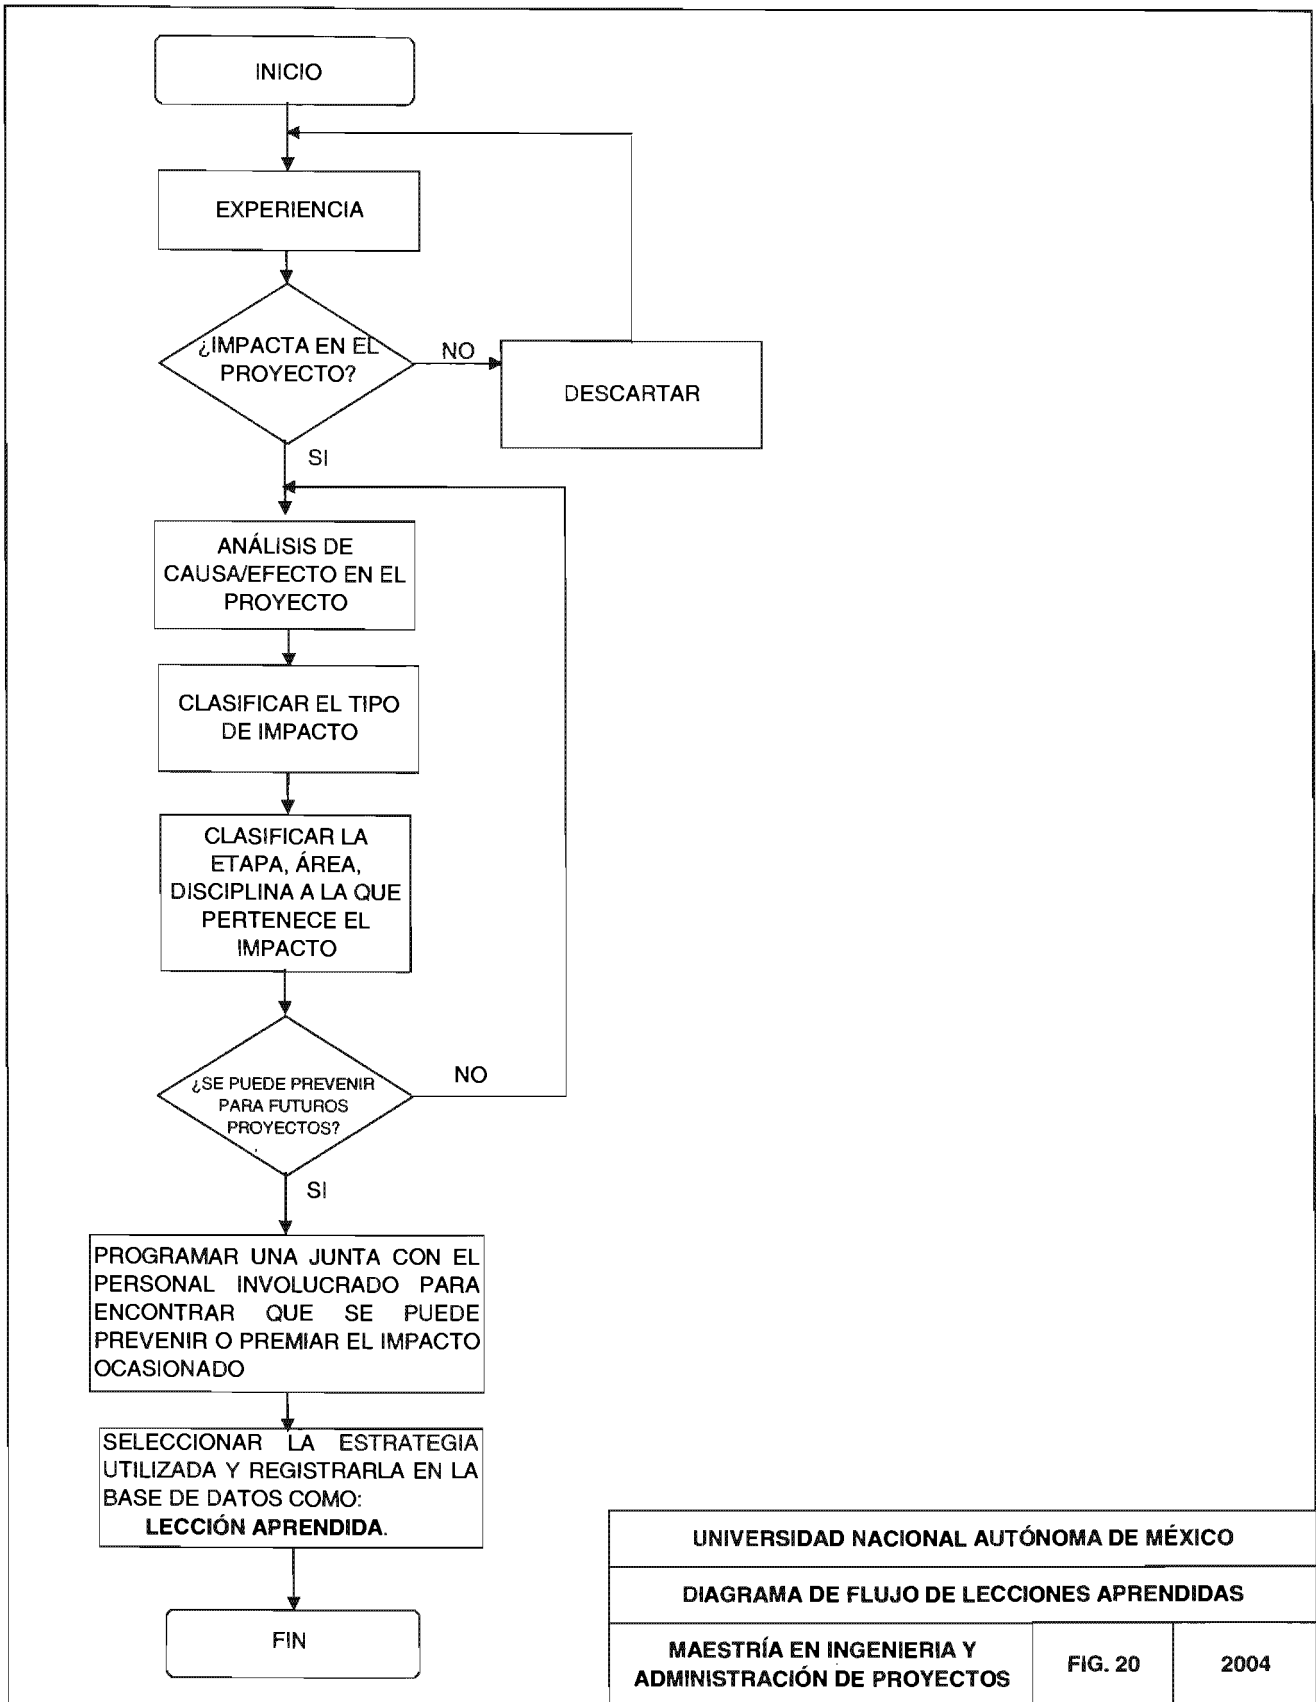 INICIO
EXPERIENCIA
¿IMPACTA EN EL
PROYECTO?
NO
DESCARTAR
SI
ANÁLISIS DE
CAUSA/EFECTO EN EL
PROYECTO
CLASIFICAR EL TIPO
DE IMPACTO
CLASIFICAR LA
ETAPA, ÁREA,
DISCIPLINA A LA QUE
PERTENECE EL
IMPACTO
¿SE PUEDE PREVENIR
PARA FUTUROS
PROYECTOS?
NO
SI
PROGRAMAR UNA JUNTA CON EL
PERSONAL INVOLUCRADO PARA
ENCONTRAR QUE SE PUEDE
PREVENIR O PREMIAR EL IMPACTO
OCASIONADO
SELECCIONAR LA ESTRATEGIA
UTILIZADA Y REGISTRARLA EN LA
BASE DE DATOS COMO:
LECCIÓN APRENDIDA.
FIN
UNIVERSIDAD NACIONAL AUTÓNOMA DE MÉXICO
DIAGRAMA DE FLUJO DE LECCIONES APRENDIDAS
MAESTRÍA EN INGENIERIA Y
ADMINISTRACIÓN DE PROYECTOS
FIG. 20
2004